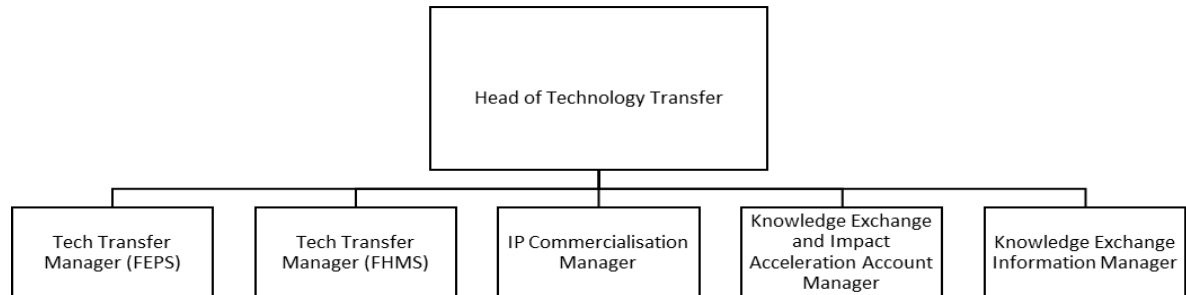 Head of Technology Transfer
Tech Transfer
Manager (FEPS)
Tech Transfer
Manager (FHMS)
IP Commercialisation
Manager
Knowledge Exchange
and Impact
Acceleration Account
Manager
Knowledge Exchange
Information Manager